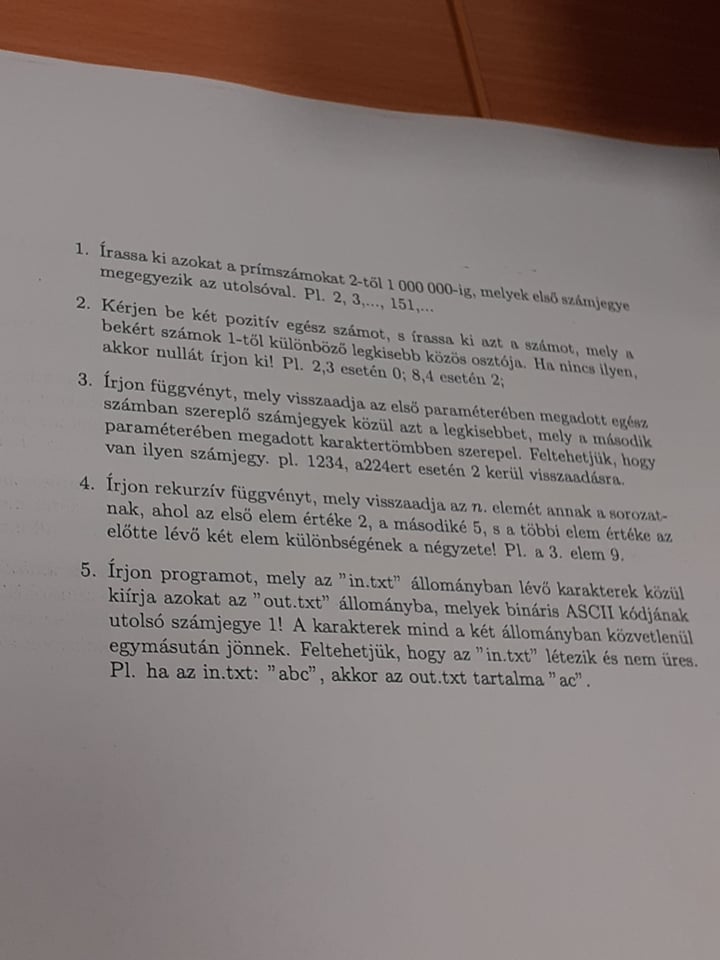 1. Írassa ki azokat a prímszámokat 2-től 1 000 000-ig, melyek első számjegye
megegyezik az utolsóval. Pl. 2, 3,..., 151,...
2. Kérjen be két pozitív egész számot, s írassa ki azt a számot, mely a
bekért számok 1-től különböző legkisebb közös osztója. Ha nincs ilyen,
akkor nullát írjon ki! Pl. 2,3 esetén 0; 8,4 esetén 2;
3. Írjon függvényt, mely visszaadja az első paraméterében megadott egész
számban szereplő számjegyek közül azt a legkisebbet, mely a második
paraméterében megadott karaktertömbben szerepel. Feltehetjük, hogy
van ilyen számjegy. pl. 1234, a224ert esetén 2 kerül visszaadásra.
4. Írjon rekurzív függvényt, mely visszaadja az n. elemét annak a sorozat-
nak, ahol az első elem értéke 2, a másodiké 5, s a többi elem értéke az
előtte lévő két elem különbségének a négyzete! Pl. a 3. elem 9.
5. Írjon programot, mely az "in.txt" állományban lévő karakterek közül
kiírja azokat az "out.txt" állományba, melyek bináris ASCII kódjának
utolsó számjegye 1! A karakterek mind a két állományban közvetlenül
egymásután jönnek. Feltehetjük, hogy az "in.txt" létezik és nem üres.
Pl. ha az in.txt: "abc", akkor az out.txt tartalma "ac".